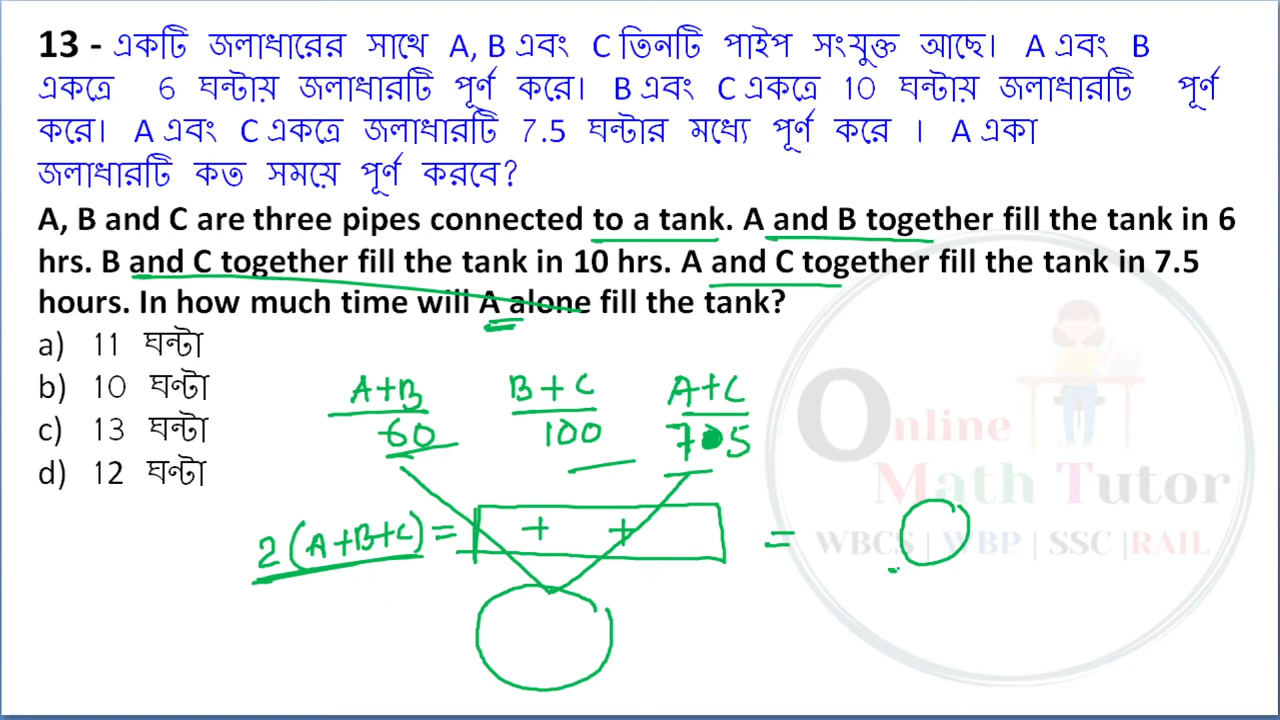 13 - একটি জলাধারের সাথে A, B এবং C তিনটি পাইপ সংযুক্ত আছে। A এবং B
একত্রে 6 ঘন্টায় জলাধারটি পূর্ণ করে। B এবং C একত্রে 10 ঘন্টায় জলাধারটি পূর্ণ
করে। A এবং C একত্রে জলাধারটি 7.5 ঘন্টার মধ্যে পূর্ণ করে । A একা
জলাধারটি কত সময়ে পূর্ণ করবে?
A, B and C are three pipes connected to a tank. A and B together fill the tank in 6
hrs. B and C together fill the tank in 10 hrs. A and C together fill the tank in 7.5
hours. In how much time will A alone fill the tank?
a) 11 ঘন্টা
b) 10 ঘন্টা
c) 13 ঘন্টা
d) 12 ঘন্টা
A+B B+C A+C
60 100 75
2(A+B+C) = + + =
Online
Math Tutor
WBCS | WBP | SSC |RAIL